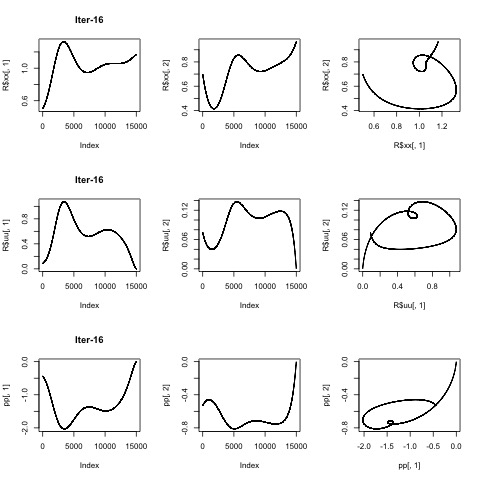 Iter-16
R$xx[, 1]
0.6 1.0
0 5000 10000 15000
Index
R$xx[, 2]
0.4 0.6 0.8
0 5000 10000 15000
Index
R$xx[, 2]
0.4 0.6 0.8
0.6 0.8 1.0 1.2
R$xx[, 1]
Iter-16
R$uu[, 1]
0.0 0.4 0.8
0 5000 10000 15000
Index
R$uu[, 2]
0.00 0.06 0.12
0 5000 10000 15000
Index
R$uu[, 2]
0.00 0.06 0.12
0.0 0.4 0.8
R$uu[, 1]
Iter-16
pp[, 1]
-2.0 -1.0 0.0
0 5000 10000 15000
Index
pp[, 2]
-0.8 -0.4 0.0
0 5000 10000 15000
Index
pp[, 2]
-0.8 -0.4 0.0
-2.0 -1.5 -1.0 -0.5 0.0
pp[, 1]